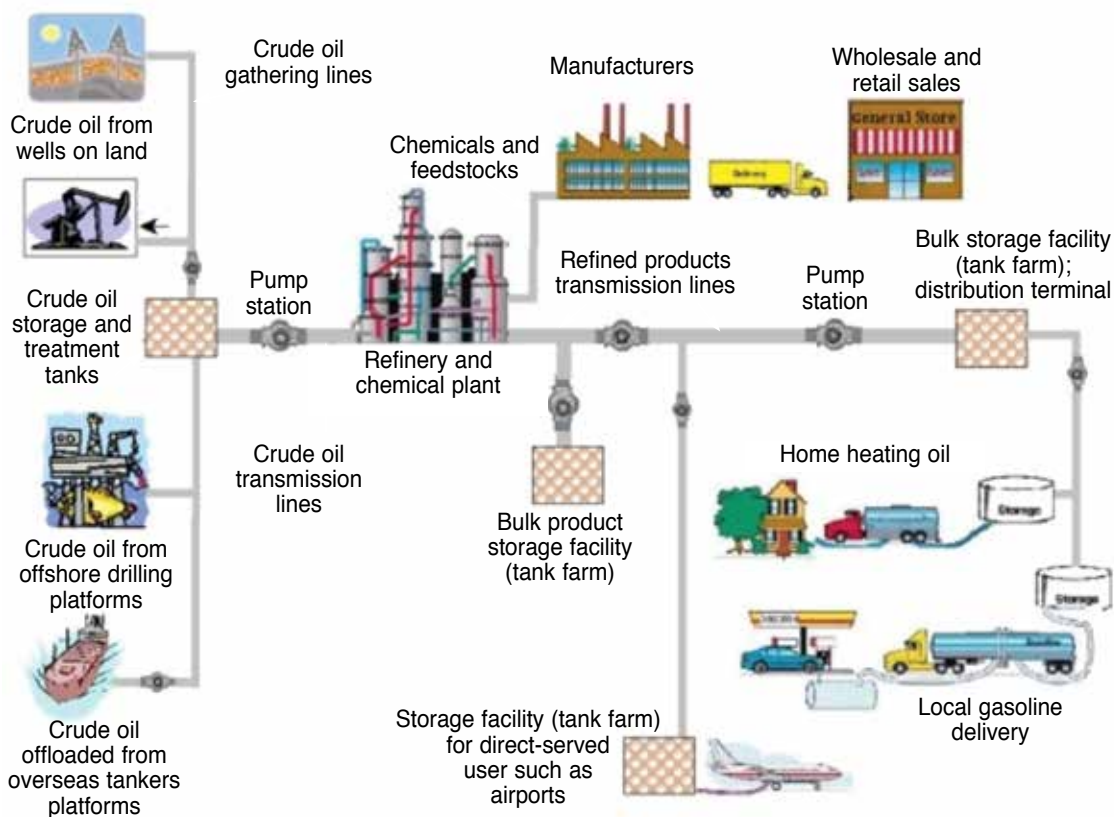 Crude oil
gathering lines
Manufacturers
Wholesale and
retail sales
General Store
Crude oil from
wells on land
Chemicals and
feedstocks
Delivery
Bulk storage facility
(tank farm);
distribution terminal
Pump
station
Refined products
transmission lines
Pump
station
Crude oil
storage and
treatment
tanks
Refinery and
chemical plant
Crude oil
transmission
lines
Home heating oil
Storage
Bulk product
storage facility
(tank farm)
Crude oil from
offshore drilling
platforms
Storage
Storage facility (tank farm)
for direct-served
user such as
airports
Local gasoline
delivery
Crude oil
offloaded from
overseas tankers
platforms